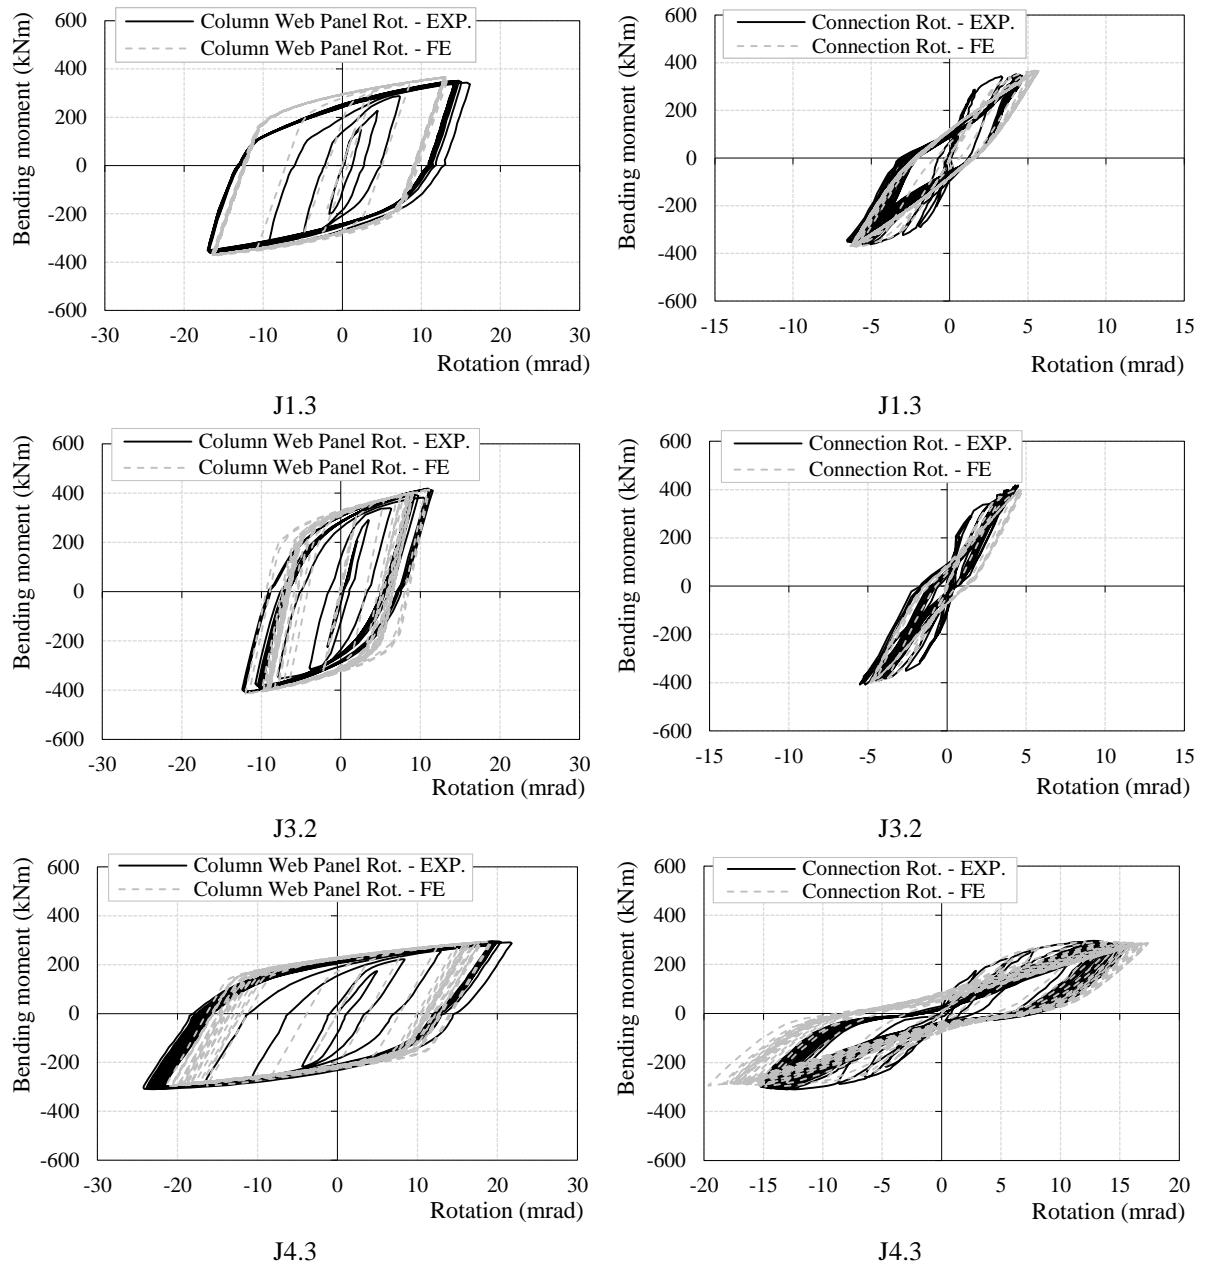 Column Web Panel Rot. - EXP.
Column Web Panel Rot. - FE
Bending moment (kNm)
600
400
200
0
-200
-400
-600
-30 -20 -10 0 10 20 30
Rotation (mrad)
J1.3
Connection Rot. - EXP.
Connection Rot. - FE
Bending moment (kNm)
600
400
200
0
-200
-400
-600
-15 -10 -5 0 5 10 15
Rotation (mrad)
J1.3
Column Web Panel Rot. - EXP.
Column Web Panel Rot. - FE
Bending moment (kNm)
600
400
200
0
-200
-400
-600
-30 -20 -10 0 10 20 30
Rotation (mrad)
J3.2
Connection Rot. - EXP.
Connection Rot. - FE
Bending moment (kNm)
600
400
200
0
-200
-400
-600
-15 -10 -5 0 5 10 15
Rotation (mrad)
J3.2
Column Web Panel Rot. - EXP.
Column Web Panel Rot. - FE
Bending moment (kNm)
600
400
200
0
-200
-400
-600
-30 -20 -10 0 10 20 30
Rotation (mrad)
J4.3
Connection Rot. - EXP.
Connection Rot. - FE
Bending moment (kNm)
600
400
200
0
-200
-400
-600
-20 -15 -10 -5 0 5 10 15 20
Rotation (mrad)
J4.3